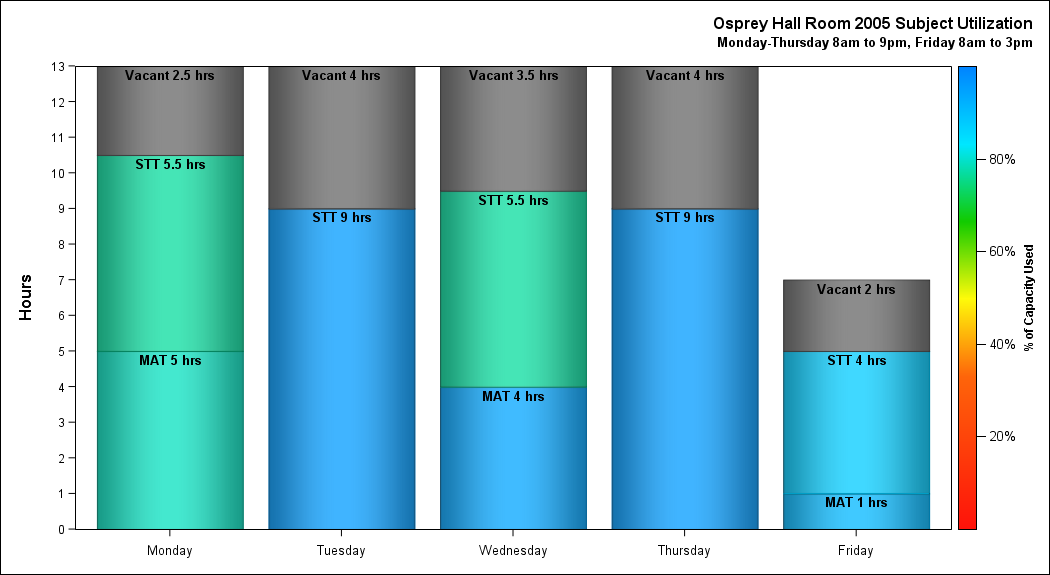 Osprey Hall Room 2005 Subject Utilization
Monday-Thursday 8am to 9pm, Friday 8am to 3pm
Hours
13
12
11
10
9
8
7
6
5
4
3
2
1
0
Vacant 2.5 hrs
STT 5.5 hrs
MAT 5 hrs
Vacant 4 hrs
STT 9 hrs
Vacant 3.5 hrs
STT 5.5 hrs
MAT 4 hrs
Vacant 4 hrs
STT 9 hrs
Vacant 2 hrs
STT 4 hrs
MAT 1 hrs
Monday
Tuesday
Wednesday
Thursday
Friday
80%
60%
40%
20%
% of Capacity Used